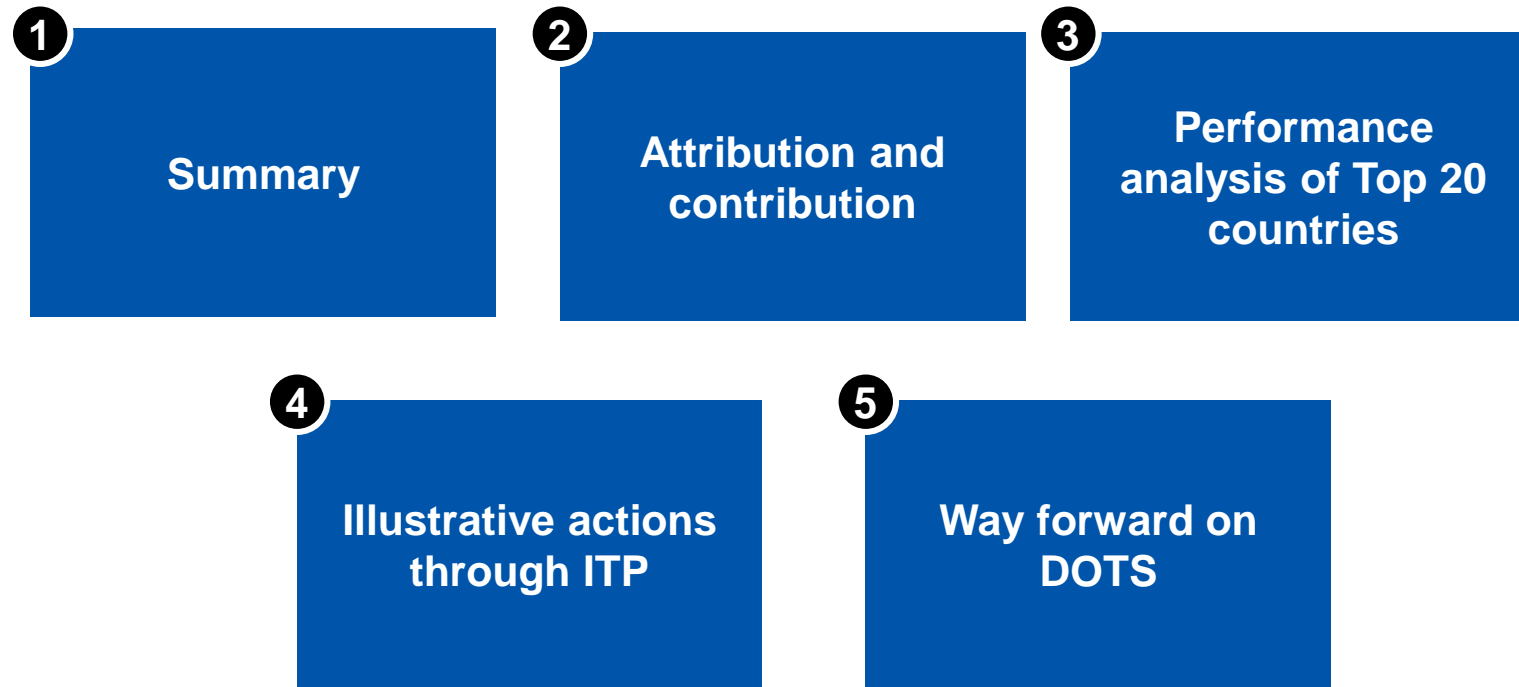 1
Summary
2
Attribution and
contribution
3
Performance
analysis of Top 20
countries
4
Illustrative actions
through ITP
5
Way forward on
DOTS